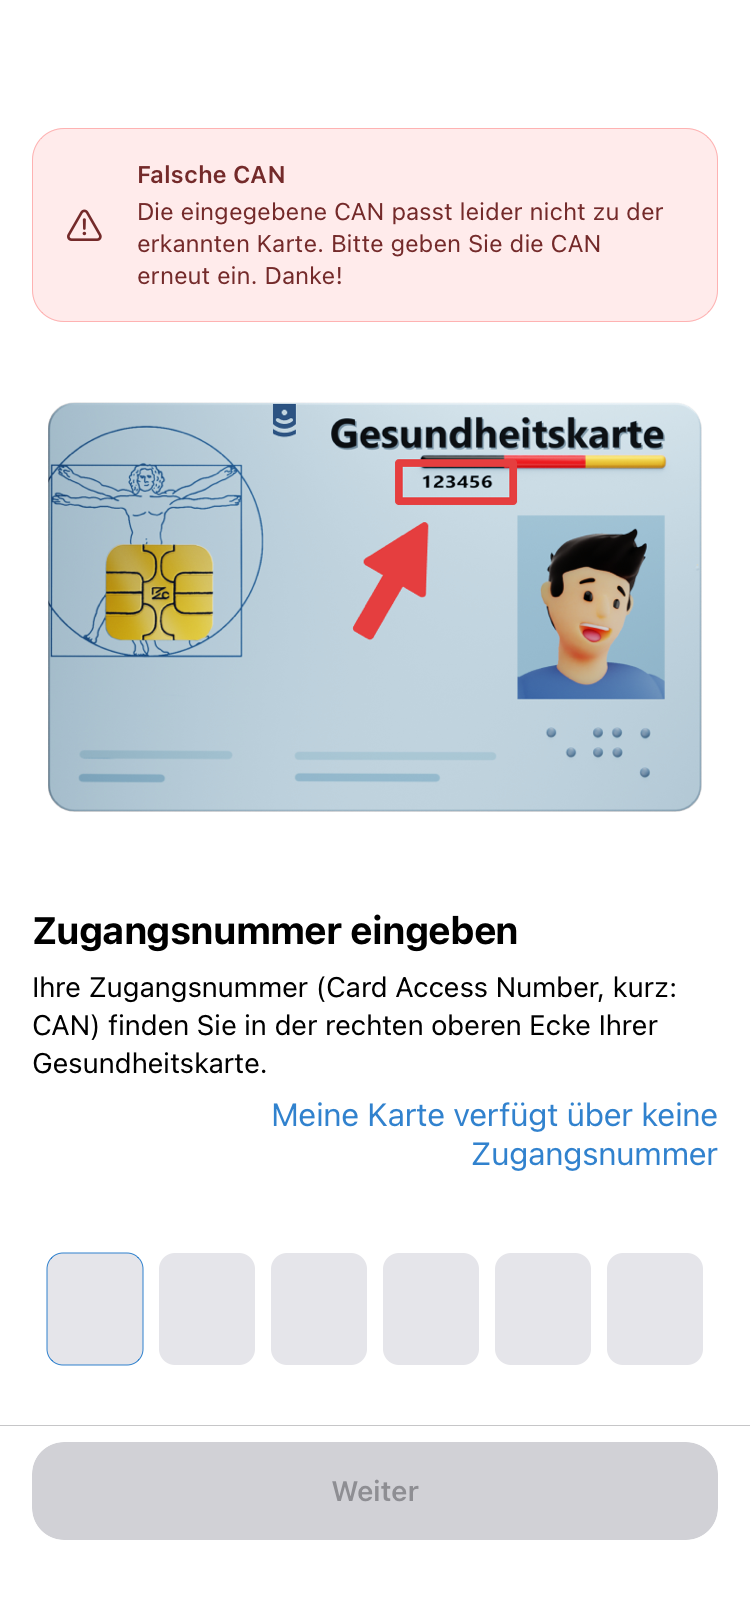 Falsche CAN
Die eingegebene CAN passt leider nicht zu der
erkannten Karte. Bitte geben Sie die CAN
erneut ein. Danke!
Gesundheitskarte
123456
Zugangsnummer eingeben
Ihre Zugangsnummer (Card Access Number, kurz:
CAN) finden Sie in der rechten oberen Ecke Ihrer
Gesundheitskarte.
Meine Karte verfügt über keine
Zugangsnummer
Weiter